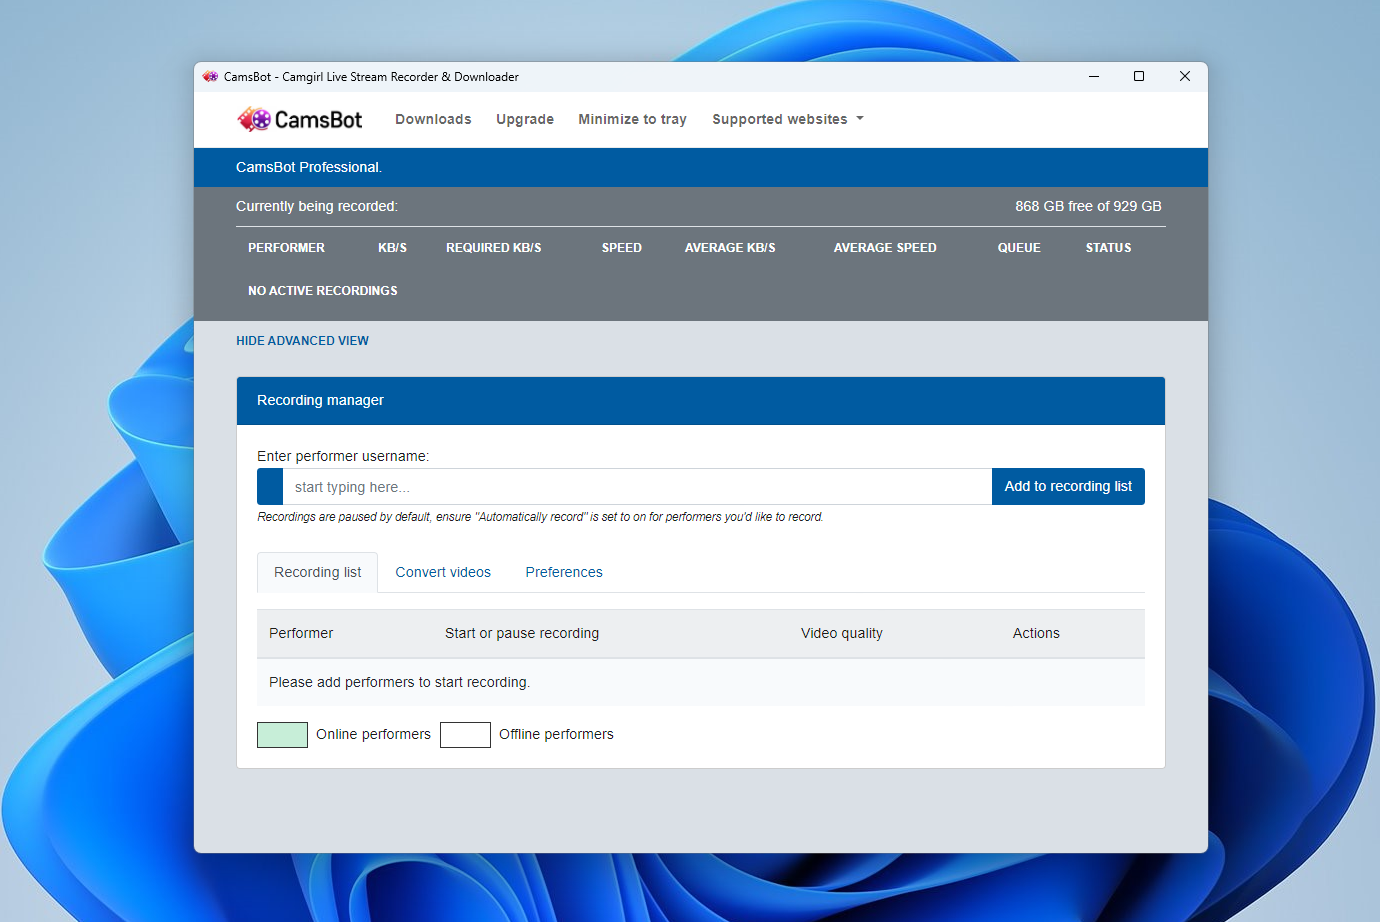 CamsBot - Camgirl Live Stream Recorder & Downloader
CamsBot Downloads Upgrade Minimize to tray Supported websites
CamsBot Professional.
Currently being recorded: 868 GB free of 929 GB
PERFORMER KB/S REQUIRED KB/S SPEED AVERAGE KB/S AVERAGE SPEED QUEUE STATUS
NO ACTIVE RECORDINGS
HIDE ADVANCED VIEW
Recording manager
Enter performer username:
start typing here... Add to recording list
Recordings are paused by default, ensure "Automatically record" is set to on for performers you'd like to record.
Recording list Convert videos Preferences
Performer Start or pause recording Video quality Actions
Please add performers to start recording.
Online performers Offline performers